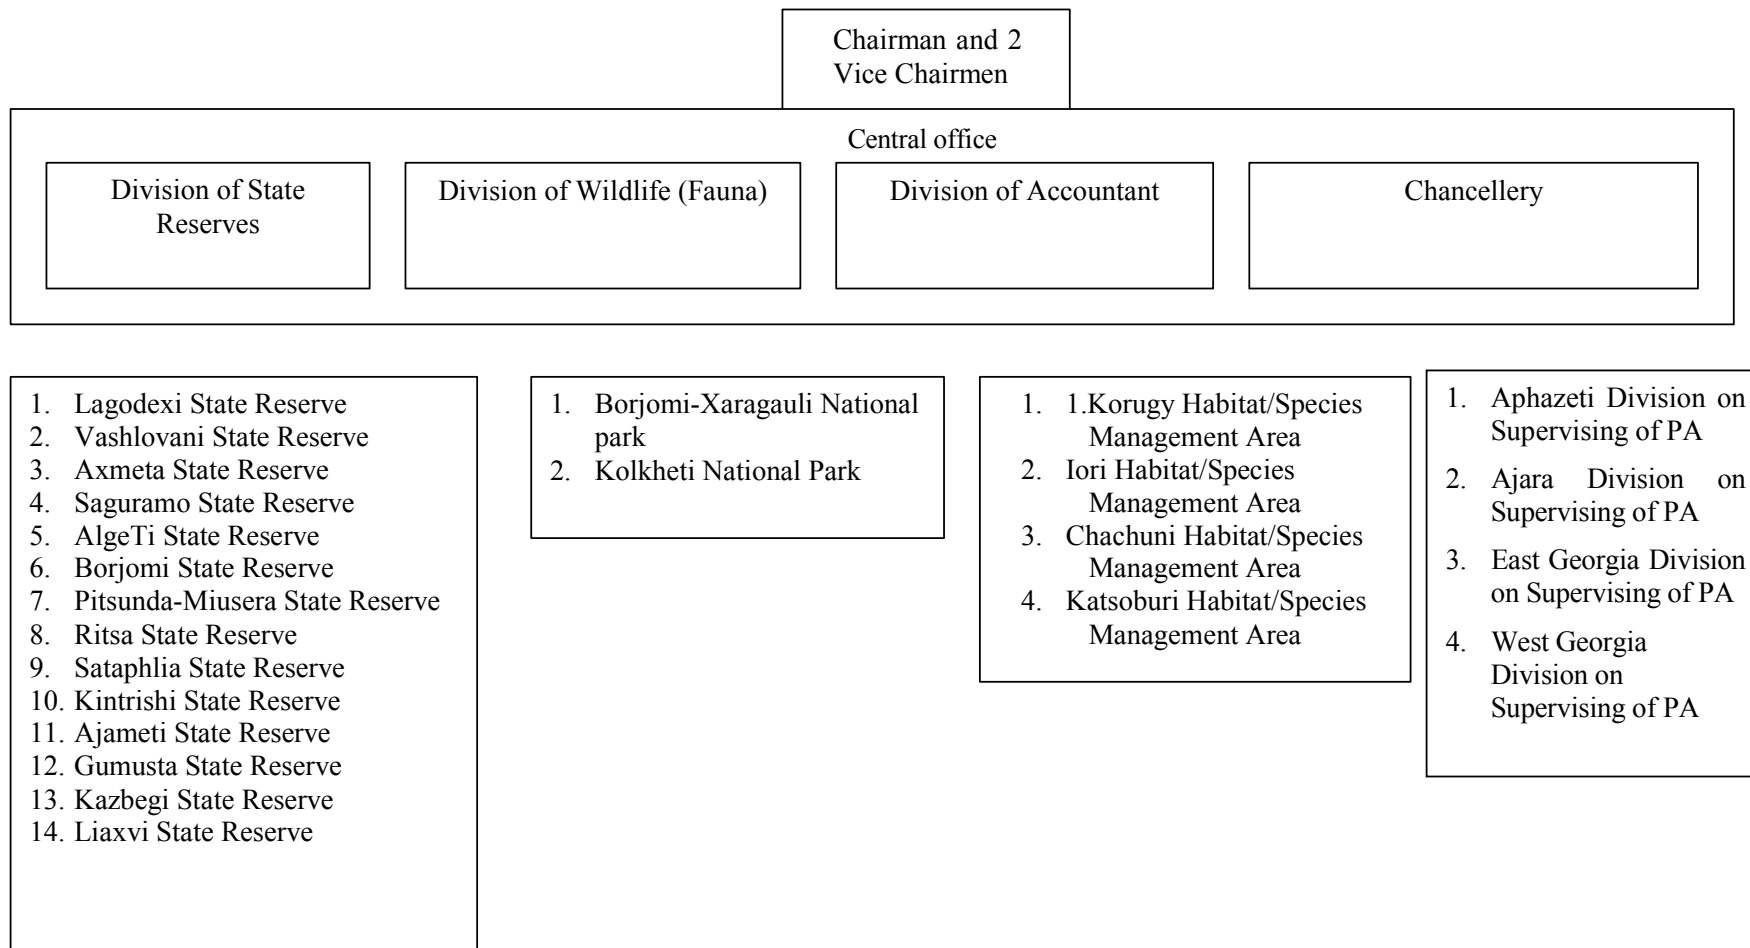 Chairman and 2
Vice Chairmen
Central office
Division of State
Reserves
Division of Wildlife (Fauna)
Division of Accountant
Chancellery
1. Lagodexi State Reserve
2. Vashlovani State Reserve
3. Axmeta State Reserve
4. Saguramo State Reserve
5. AlgeTi State Reserve
6. Borjomi State Reserve
7. Pitsunda-Miusera State Reserve
8. Ritsa State Reserve
9. Sataphlia State Reserve
10. Kintrishi State Reserve
11. Ajameti State Reserve
12. Gumusta State Reserve
13. Kazbegi State Reserve
14. Liaxvi State Reserve
1. Borjomi-Xaragauli National
park
2. Kolkheti National Park
1. 1.Korugy Habitat/Species
Management Area
2. Iori Habitat/Species
Management Area
3. Chachuni Habitat/Species
Management Area
4. Katsoburi Habitat/Species
Management Area
1. Aphazeti Division on
Supervising of PA
2. Ajara Division on
Supervising of PA
3. East Georgia Division
on Supervising of PA
4. West Georgia
Division on
Supervising of PA